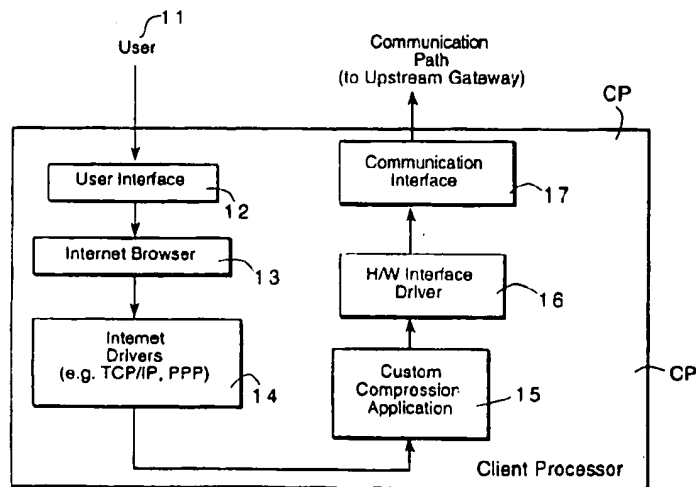 11
User
Communication
Path
(to Upstream Gateway)
CP
User Interface
12
Internet Browser
13
Internet
Drivers
(e.g. TCP/IP, PPP)
14
Communication
Interface
17
H/W Interface
Driver
16
Custom
Compression
Application
15
CP
Client Processor